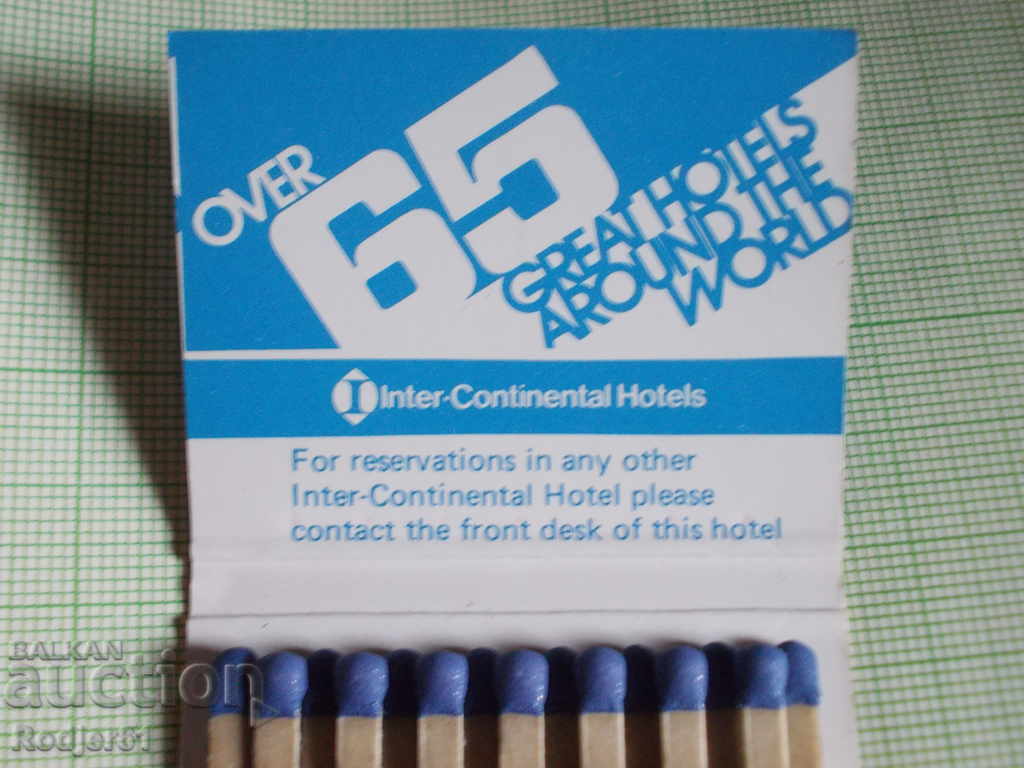 OVER
65
GREAT HOTELS
AROUND THE
WORLD
I Inter·Continental Hotels
For reservations in any other
Inter-Continental Hotel please
contact the front desk of this hotel
BALKAN
auction
Rodjer81